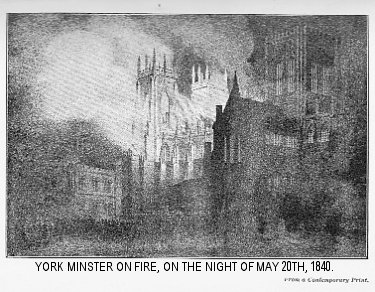 YORK MINSTER ON FIRE, ON THE NIGHT OF MAY 20TH, 1840.
From a Contemporary Print.